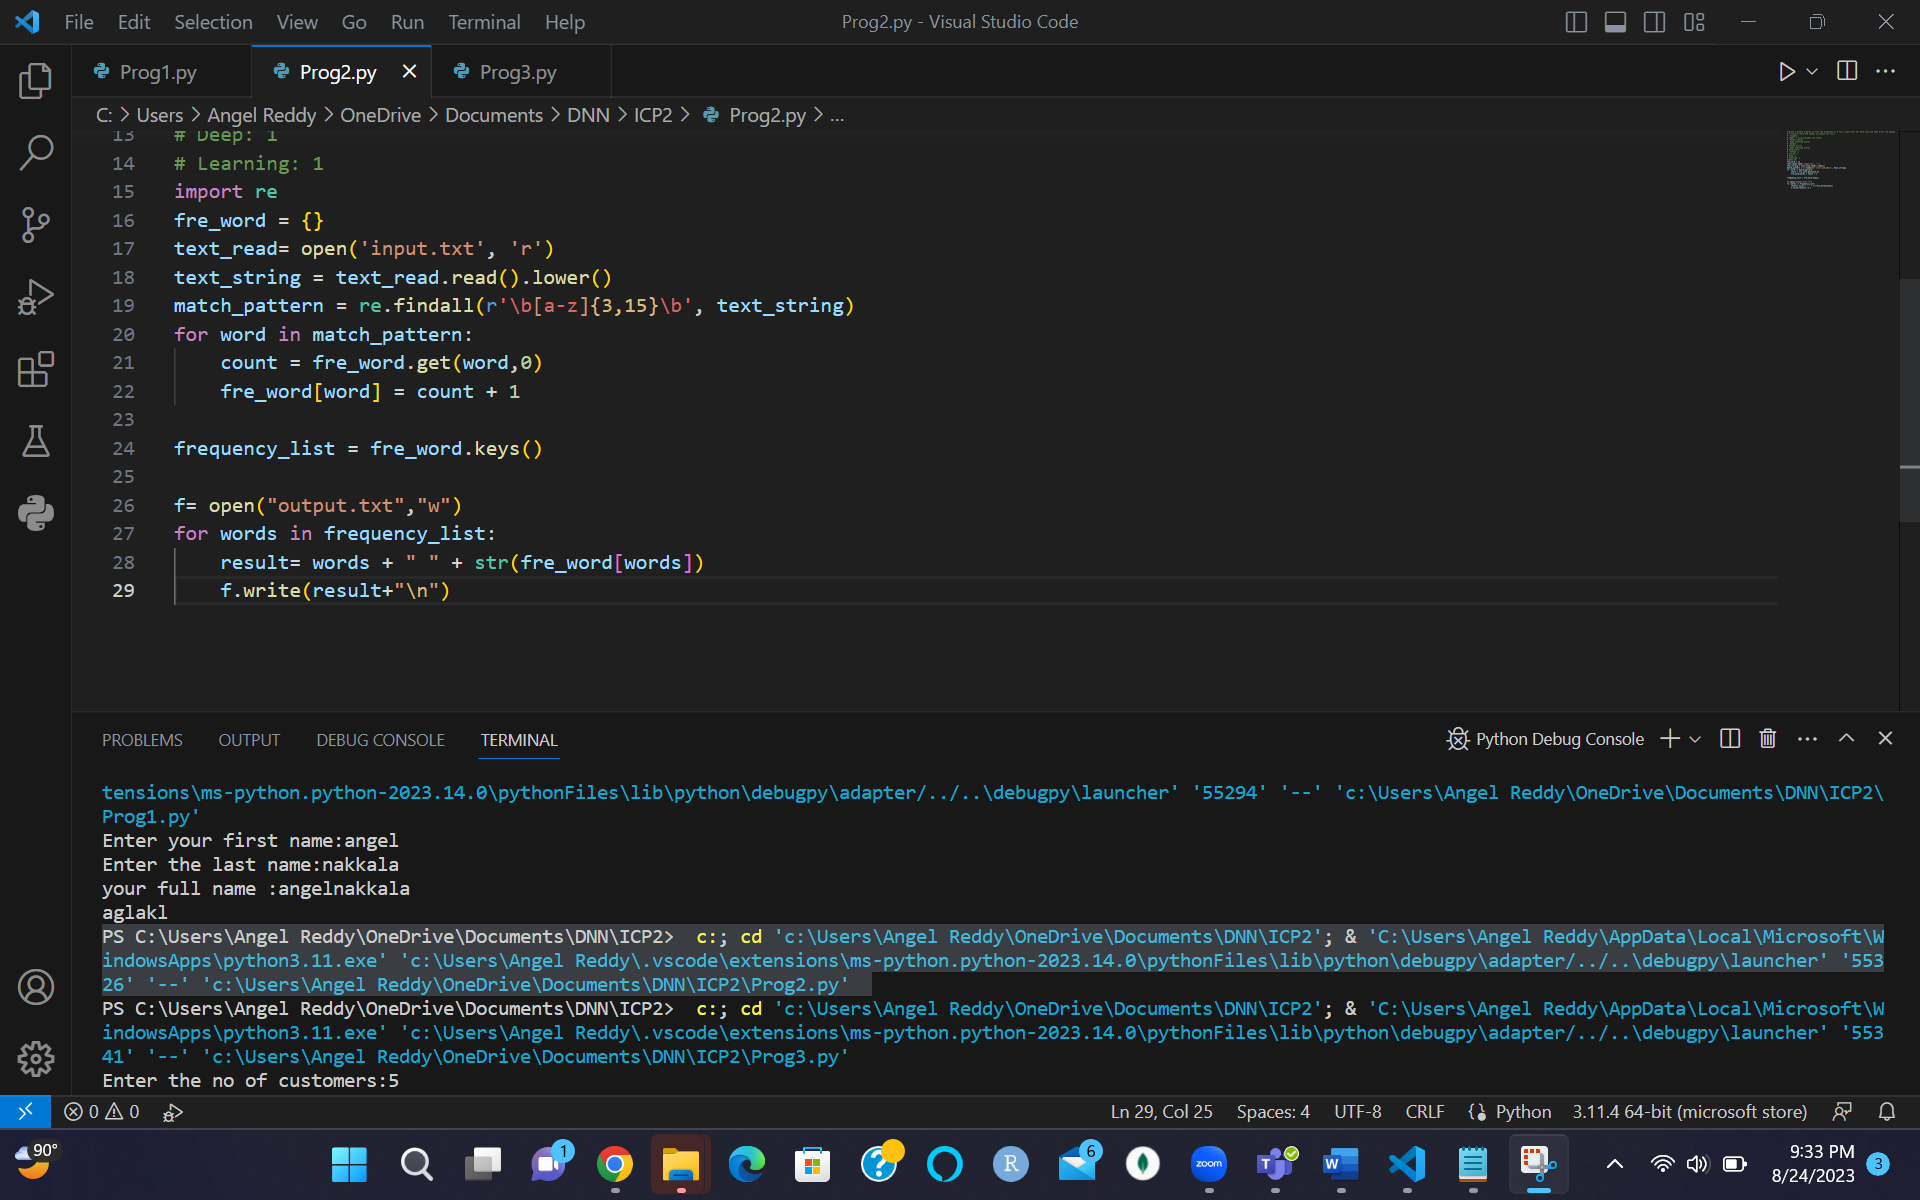 File Edit Selection View Go Run Terminal Help Prog2.py - Visual Studio Code
Prog1.py Prog2.py Prog3.py
C: > Users > Angel Reddy > OneDrive > Documents > DNN > ICP2 > Prog2.py > ...
13 # Deep: 1
14 # Learning: 1
15 import re
16 fre_word = {}
17 text_read= open('input.txt', 'r')
18 text_string = text_read.read().lower()
19 match_pattern = re.findall(r'\b[a-z]{3,15}\b', text_string)
20 for word in match_pattern:
21 count = fre_word.get(word,0)
22 fre_word[word] = count + 1
23
24 frequency_list = fre_word.keys()
25
26 f= open("output.txt","w")
27 for words in frequency_list:
28 result= words + " " + str(fre_word[words])
29 f.write(result+"\n")
PROBLEMS OUTPUT DEBUG CONSOLE TERMINAL Python Debug Console
tensions\ms-python.python-2023.14.0\pythonFiles\lib\python\debugpy\adapter/../..\debugpy\launcher' '55294' '--' 'c:\Users\Angel Reddy\OneDrive\Documents\DNN\ICP2\
Prog1.py'
Enter your first name:angel
Enter the last name:nakkala
your full name :angelnakkala
aglakl
PS C:\Users\Angel Reddy\OneDrive\Documents\DNN\ICP2>  c:; cd 'c:\Users\Angel Reddy\OneDrive\Documents\DNN\ICP2'; & 'C:\Users\Angel Reddy\AppData\Local\Microsoft\W
indowsApps\python3.11.exe' 'c:\Users\Angel Reddy\.vscode\extensions\ms-python.python-2023.14.0\pythonFiles\lib\python\debugpy\adapter/../..\debugpy\launcher' '553
26' '--' 'c:\Users\Angel Reddy\OneDrive\Documents\DNN\ICP2\Prog2.py'
PS C:\Users\Angel Reddy\OneDrive\Documents\DNN\ICP2>  c:; cd 'c:\Users\Angel Reddy\OneDrive\Documents\DNN\ICP2'; & 'C:\Users\Angel Reddy\AppData\Local\Microsoft\W
indowsApps\python3.11.exe' 'c:\Users\Angel Reddy\.vscode\extensions\ms-python.python-2023.14.0\pythonFiles\lib\python\debugpy\adapter/../..\debugpy\launcher' '553
41' '--' 'c:\Users\Angel Reddy\OneDrive\Documents\DNN\ICP2\Prog3.py'
Enter the no of customers:5
0 0 Ln 29, Col 25 Spaces: 4 UTF-8 CRLF Python 3.11.4 64-bit (microsoft store)
90° 1 R 6 zoom T W 9:33 PM
8/24/2023 3